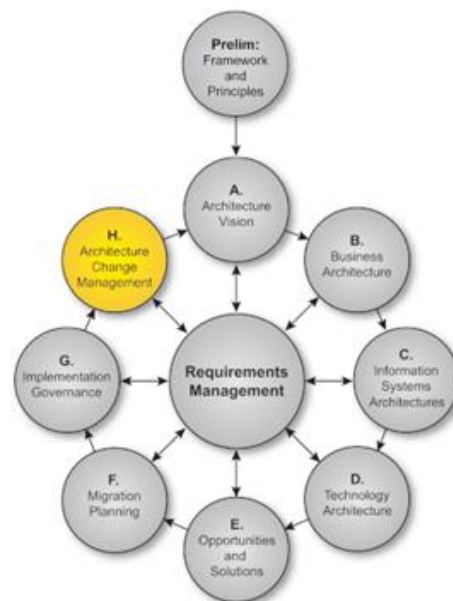 Prelim:
Framework
and
Principles
A.
Architecture
Vision
B.
Business
Architecture
C.
Information
Systems
Architectures
D.
Technology
Architecture
E.
Opportunities
and
Solutions
F.
Migration
Planning
G.
Implementation
Governance
H.
Architecture
Change
Management
Requirements
Management